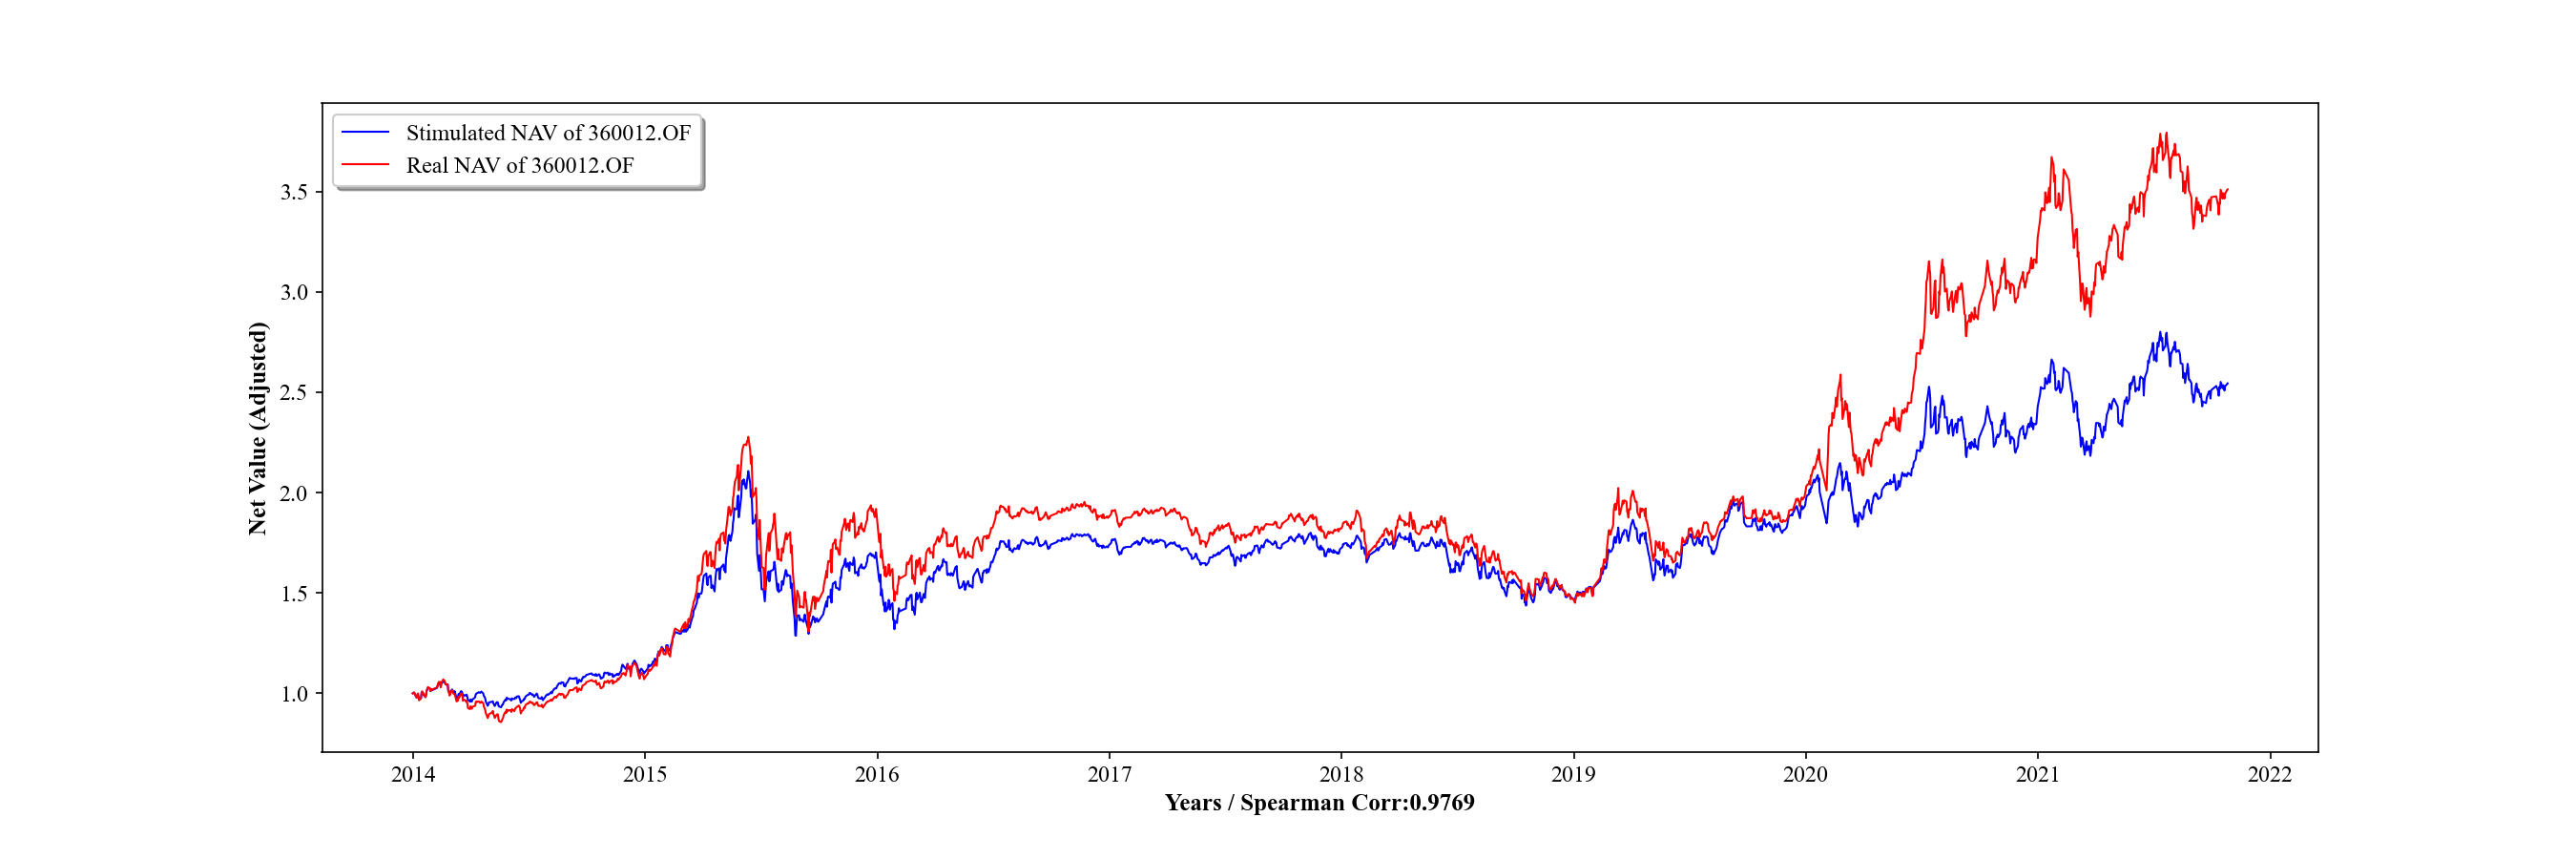 Stimulated NAV of 360012.OF
Real NAV of 360012.OF
Net Value (Adjusted)
3.5
3.0
2.5
2.0
1.5
1.0
2014 2015 2016 2017 2018 2019 2020 2021 2022
Years / Spearman Corr:0.9769